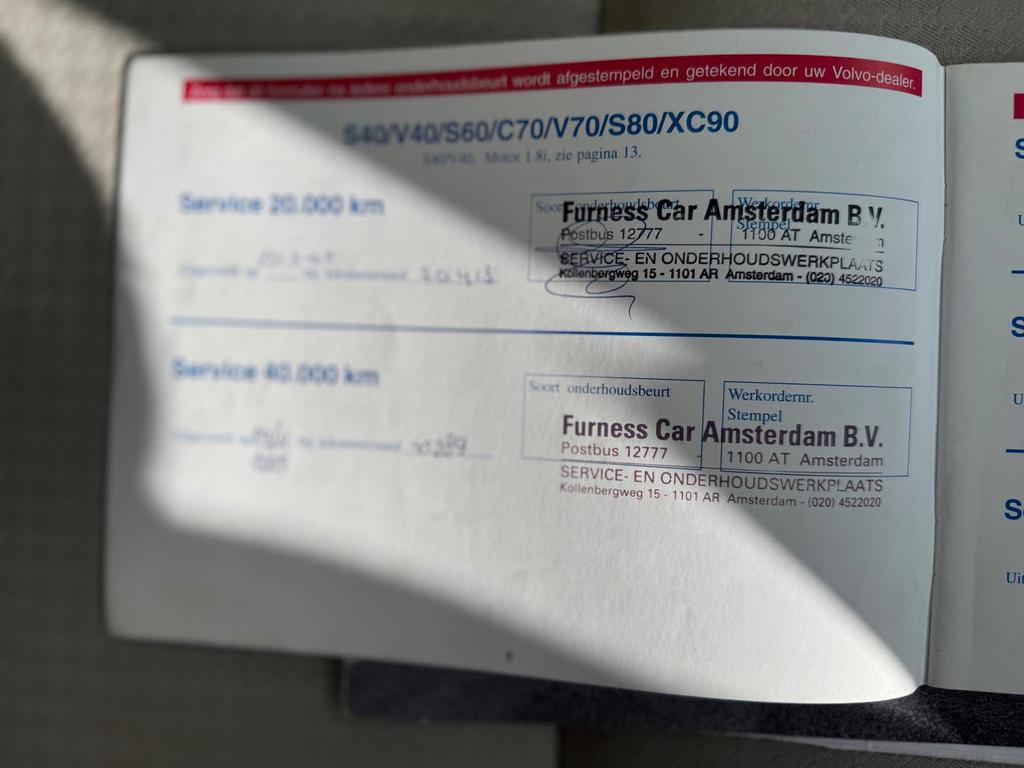 onderhoudsbeurt wordt afgestempeld en getekend door uw Volvo-dealer.
S40/V40/S60/C70/V70/S80/XC90
S40/V40, Motor 1.8i, zie pagina 13.
Service 20.000 km
Soort onderhoudsbeurt
Werkordernr.
Stempel
Furness Car Amsterdam B.V.
Postbus 12777 - 1100 AT Amste n
SERVICE- EN ONDERHOUDSWERKPLAATS
Kollenbergweg 15 - 1101 AR Amsterdam - (020) 4522020
Service 40.000 km
Soort onderhoudsbeurt
Werkordernr.
Stempel
Furness Car Amsterdam B.V.
Postbus 12777 - 1100 AT Amsterdam
SERVICE- EN ONDERHOUDSWERKPLAATS
Kollenbergweg 15 - 1101 AR Amsterdam - (020) 4522020